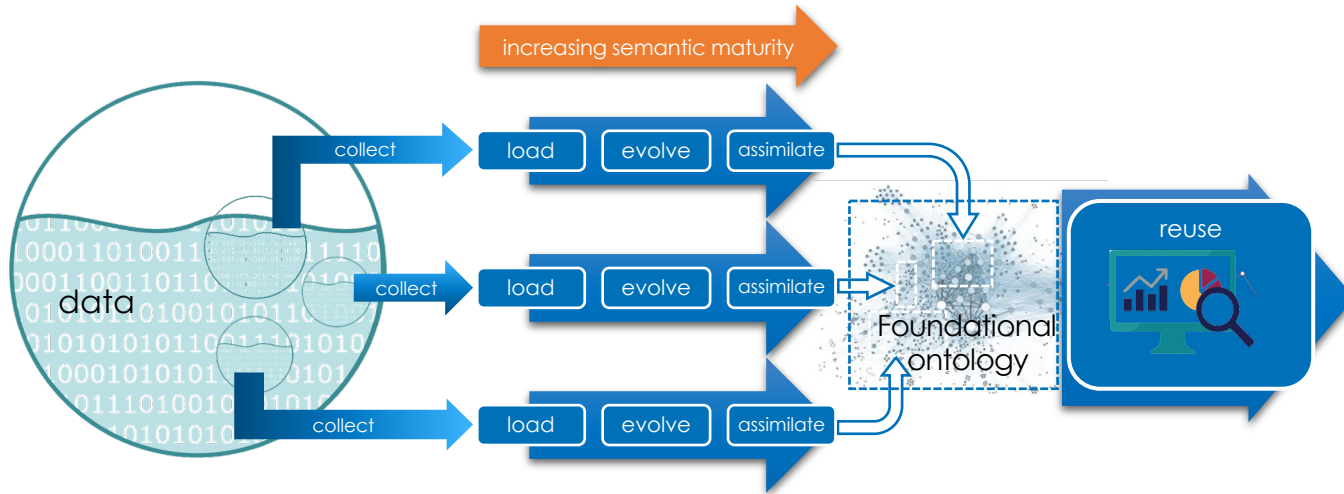 increasing semantic maturity
collect
load
evolve
assimilate
reuse
data
collect
load
evolve
assimilate
Foundational
ontology
collect
load
evolve
assimilate